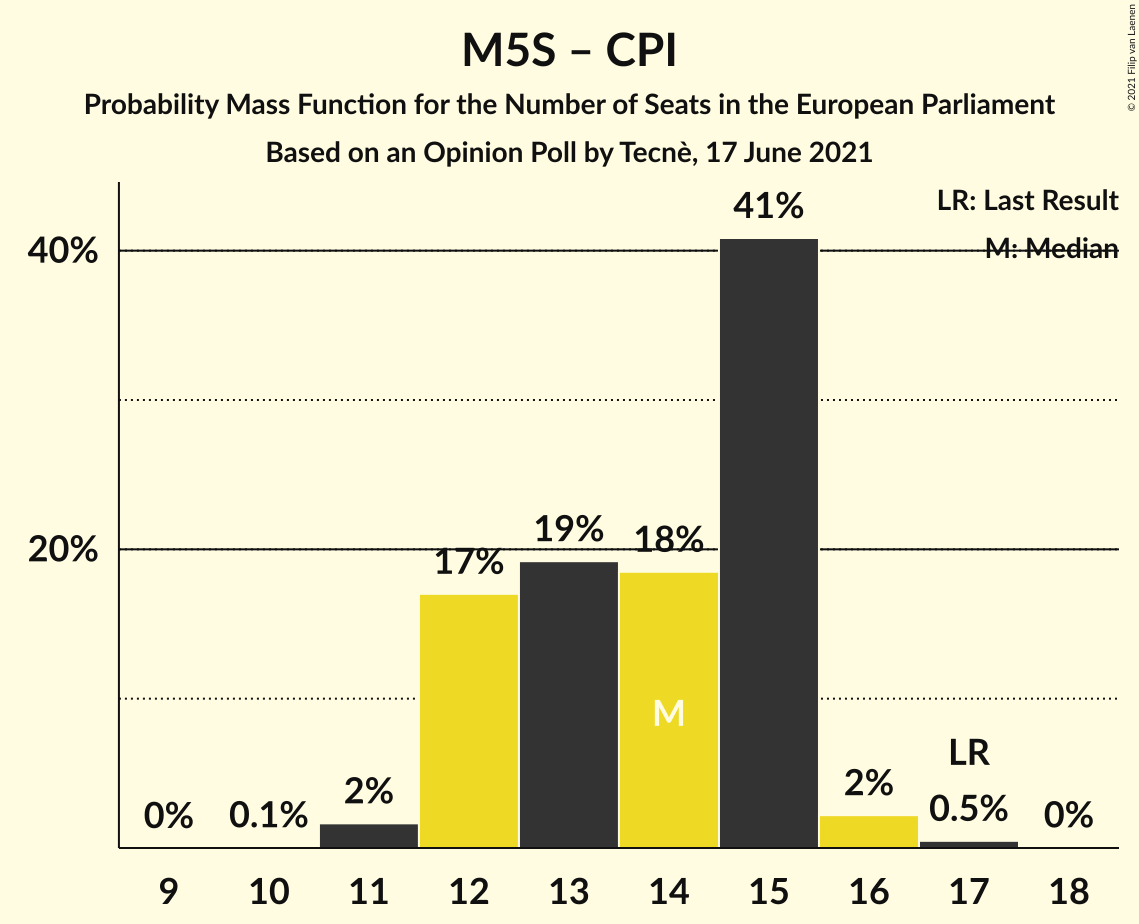 M5S – CPI
Probability Mass Function for the Number of Seats in the European Parliament
Based on an Opinion Poll by Tecnè, 17 June 2021
© 2021 Filip van Laenen
LR: Last Result
M: Median
41%
40%
19%
18%
17%
20%
M
LR
2%
2%
0%
0.1%
0.5%
0%
9 10 11 12 13 14 15 16 17 18